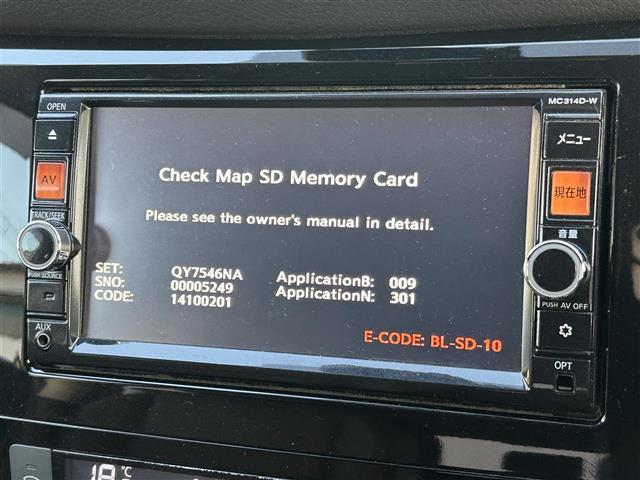 OPEN
MC314D-W
メニュー
AV
現在地
TRACK/SEEK
音量
PUSH SOURCE
PUSH AV OFF
AUX
OPT
Check Map SD Memory Card
Please see the owner's manual in detail.
SET: QY7546NA ApplicationB: 009
SNO: 00005249 ApplicationN: 301
CODE: 14100201
E-CODE: BL-SD-10
18 °C